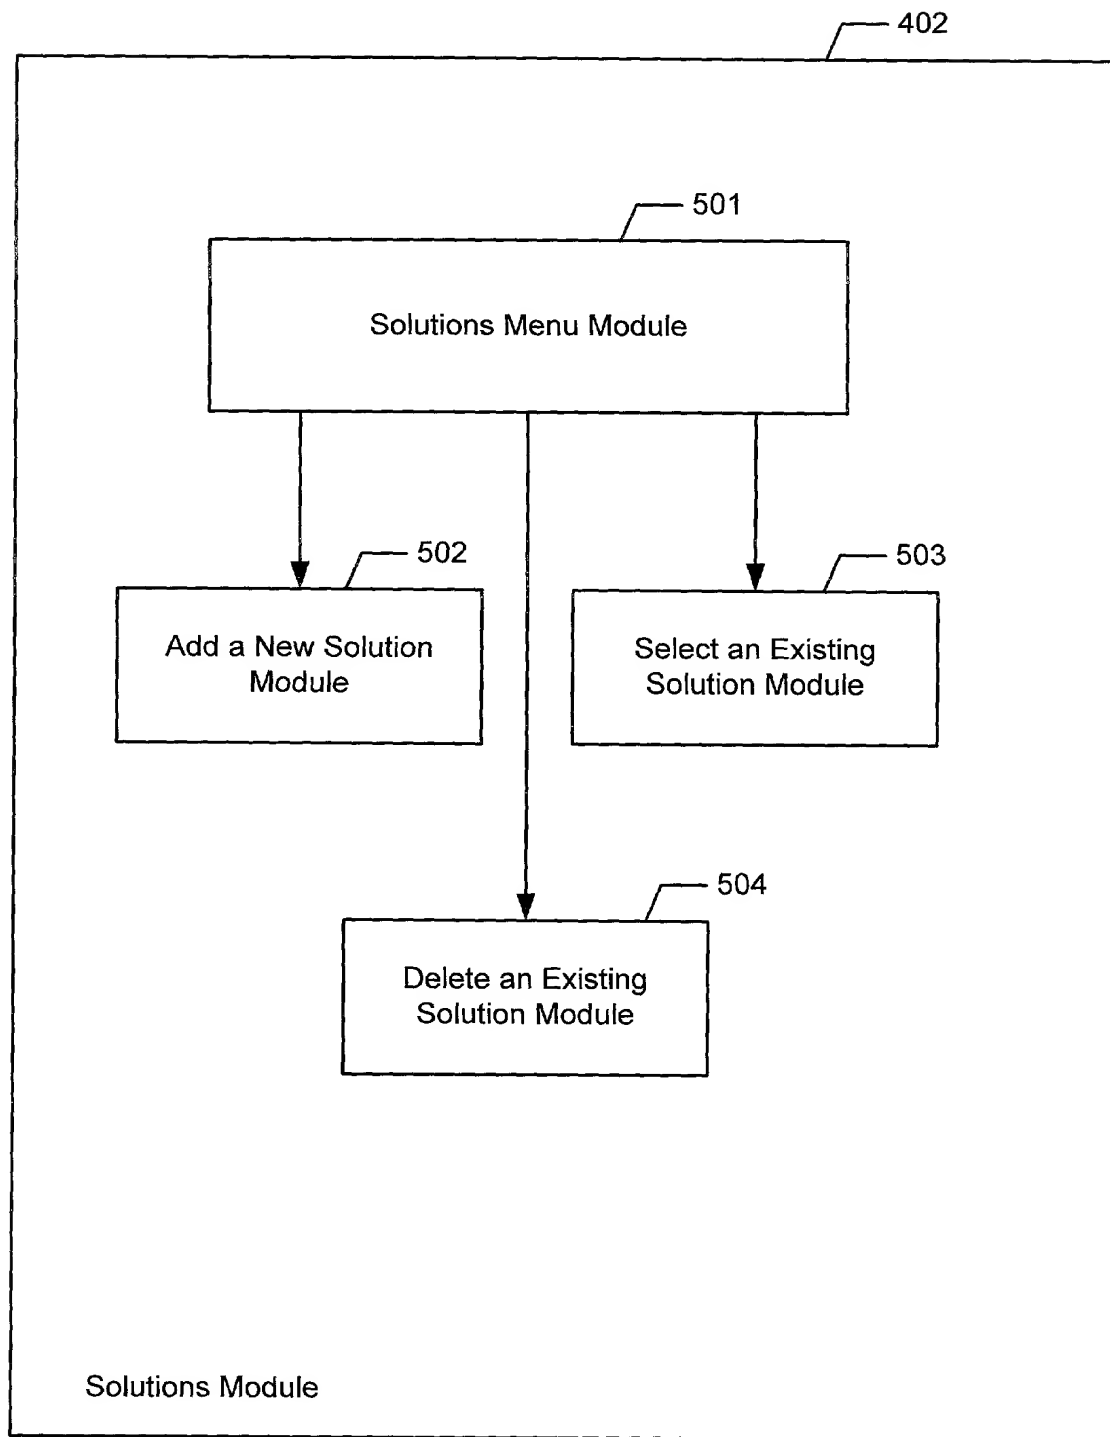 402
501
Solutions Menu Module
502
503
Add a New Solution
Module
Select an Existing
Solution Module
504
Delete an Existing
Solution Module
Solutions Module